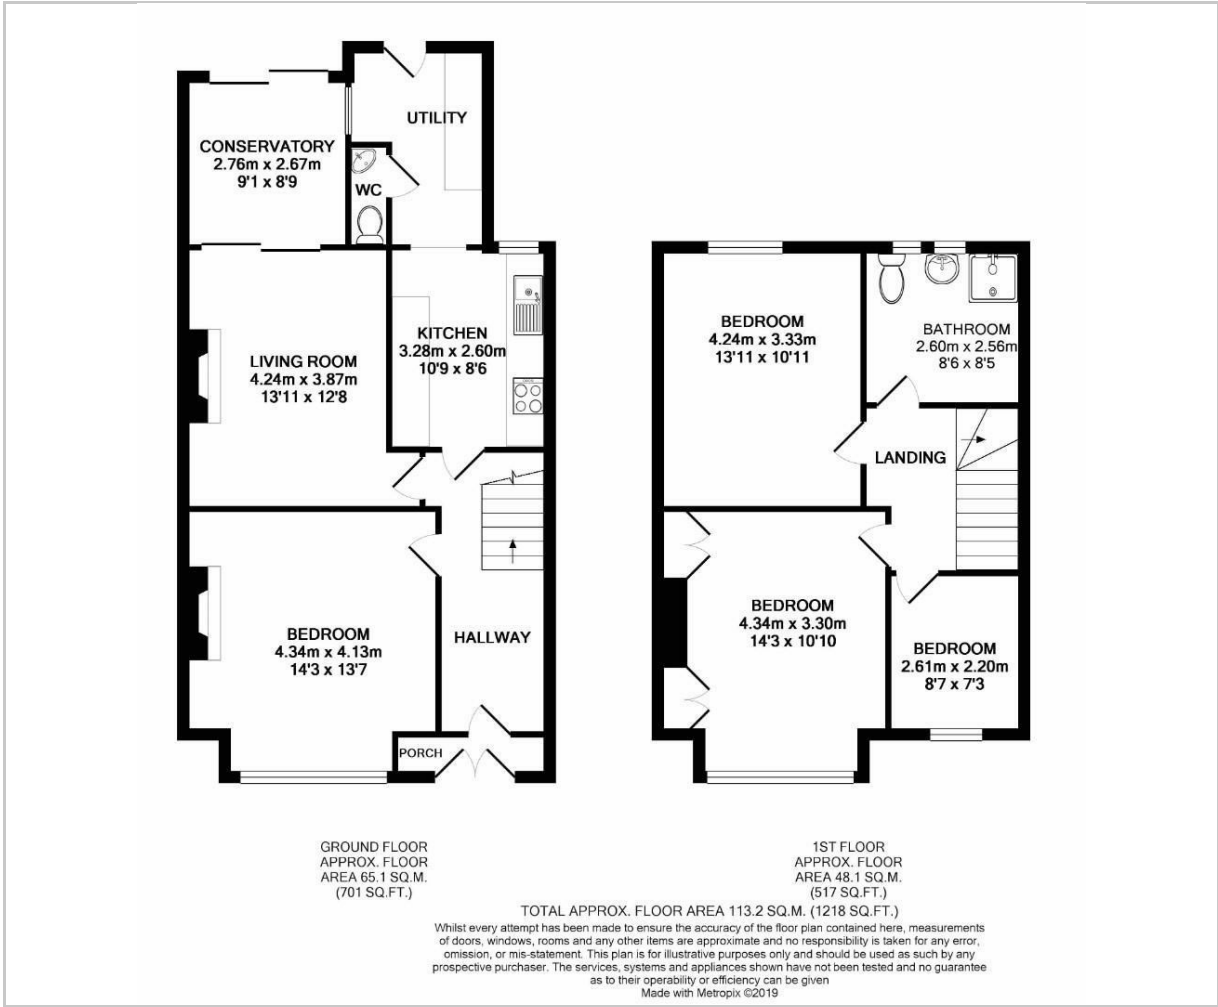 UTILITY
CONSERVATORY
2.76m x 2.67m
9'1 x 8'9
WC
KITCHEN
3.28m x 2.60m
10'9 x 8'6
LIVING ROOM
4.24m x 3.87m
13'11 x 12'8
BEDROOM
4.34m x 4.13m
14'3 x 13'7
HALLWAY
PORCH
BEDROOM
4.24m x 3.33m
13'11 x 10'11
BATHROOM
2.60m x 2.56m
8'6 x 8'5
LANDING
BEDROOM
4.34m x 3.30m
14'3 x 10'10
BEDROOM
2.61m x 2.20m
8'7 x 7'3
GROUND FLOOR
APPROX. FLOOR
AREA 65.1 SQ.M.
(701 SQ.FT.)
1ST FLOOR
APPROX. FLOOR
AREA 48.1 SQ.M.
(517 SQ.FT.)
TOTAL APPROX. FLOOR AREA 113.2 SQ.M. (1218 SQ.FT.)
Whilst every attempt has been made to ensure the accuracy of the floor plan contained here, measurements
of doors, windows, rooms and any other items are approximate and no responsibility is taken for any error,
omission, or mis-statement. This plan is for illustrative purposes only and should be used as such by any
prospective purchaser. The services, systems and appliances shown have not been tested and no guarantee
as to their operability or efficiency can be given
Made with Metropix ©2019